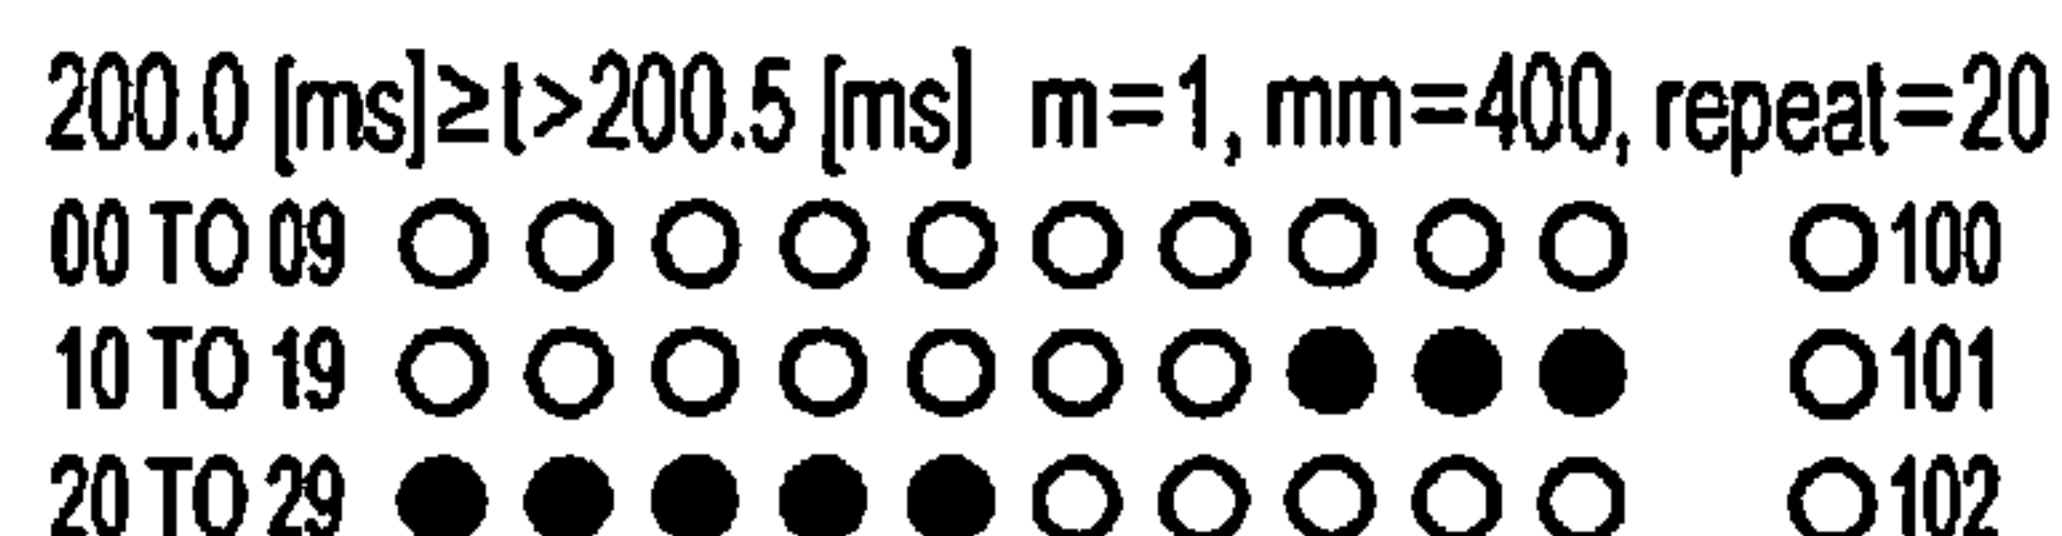 200.0 [ms]≥t>200.5 [ms] m=1, mm=400, repeat=20
00 TO 09 ○ ○ ○ ○ ○ ○ ○ ○ ○ ○ ○100
10 TO 19 ○ ○ ○ ○ ○ ○ ○ ● ● ● ○101
20 TO 29 ● ● ● ● ● ○ ○ ○ ○ ○ ○102